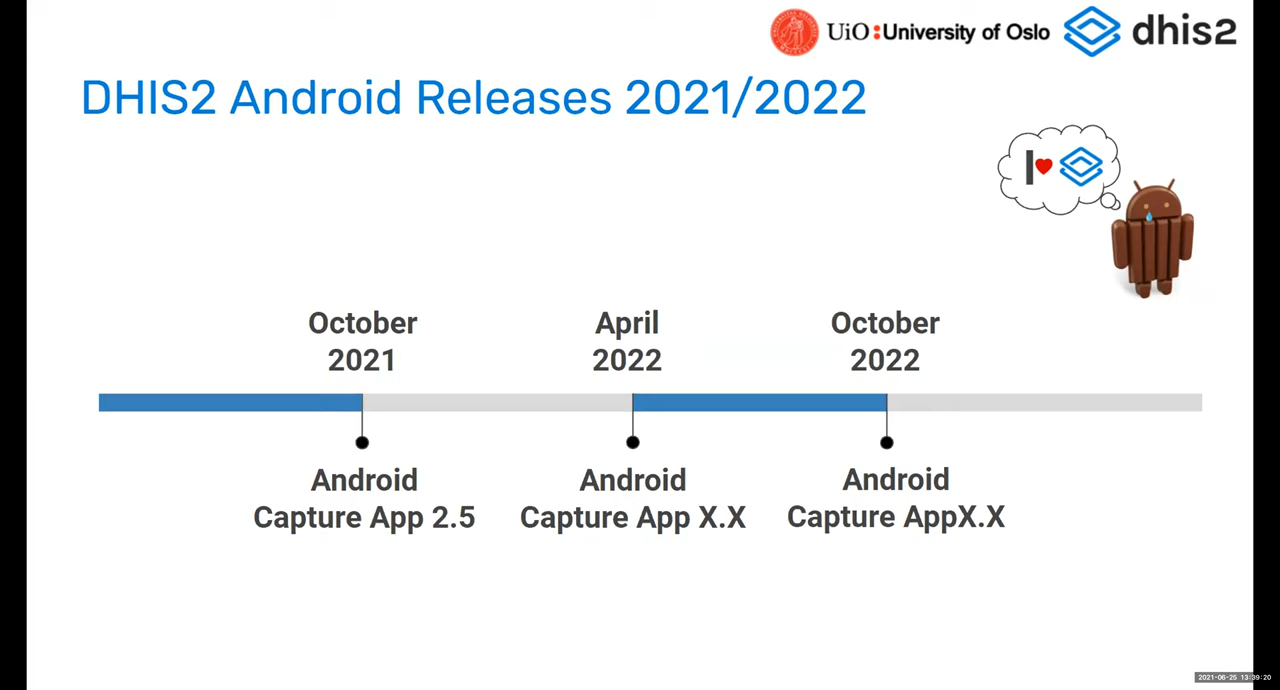 UiO:University of Oslo
dhis2
DHIS2 Android Releases 2021/2022
I
October
2021
April
2022
October
2022
Android
Capture App 2.5
Android
Capture App X.X
Android
Capture AppX.X
2021-06-25 13:39:20